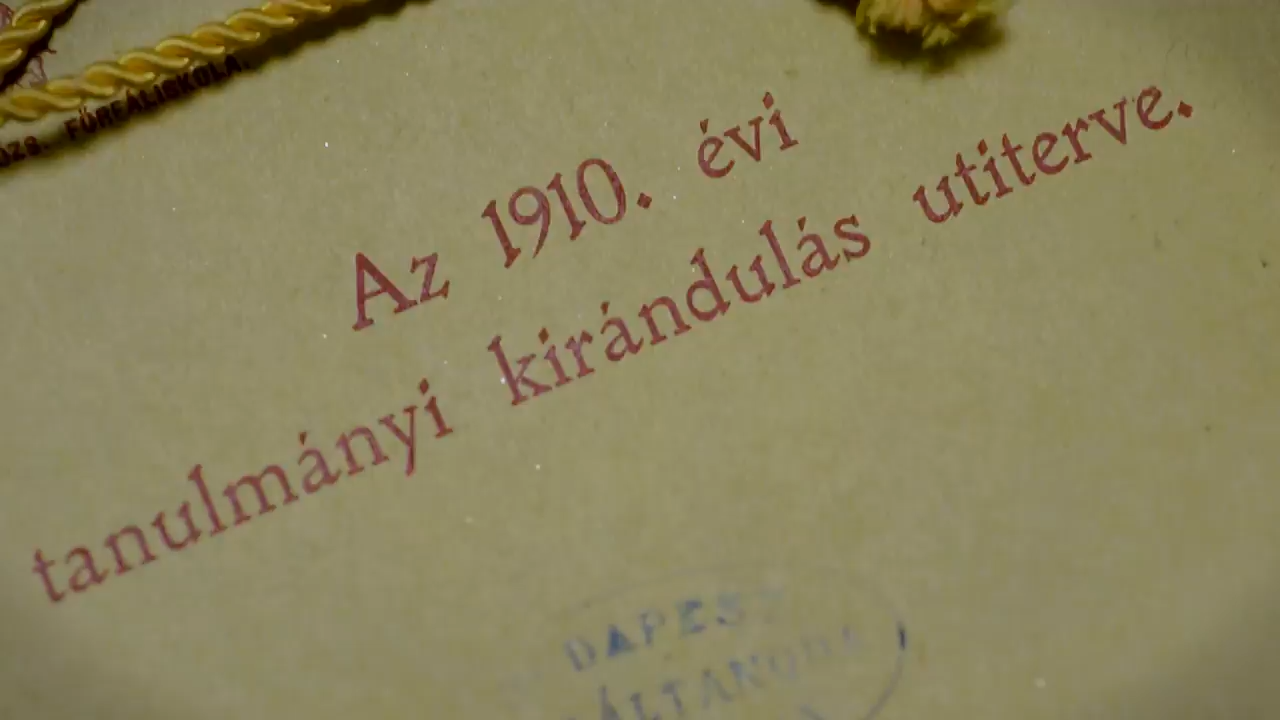 FŐREÁLISKOLA.
Az 1910. évi
tanulmányi kirándulás utiterve.